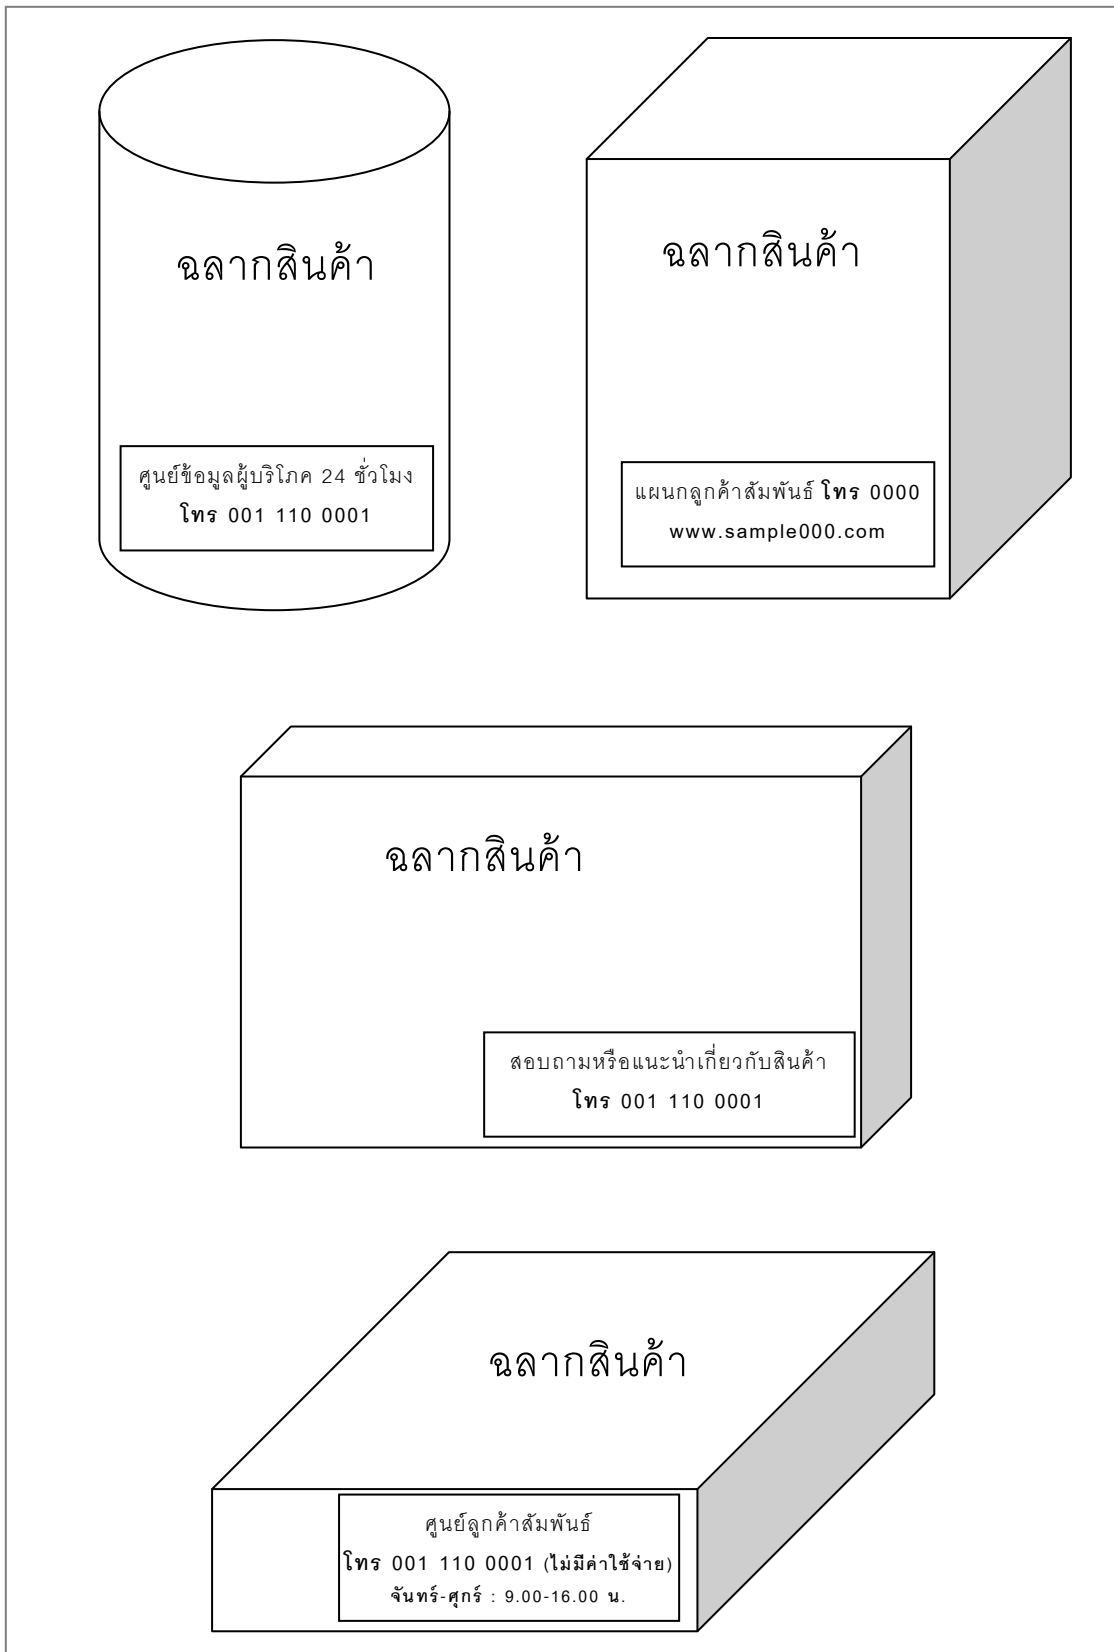 ฉลากสินค้า
ศูนย์ข้อมูลผู้บริโภค 24 ชั่วโมง
โทร 001 110 0001
ฉลากสินค้า
แผนกลูกค้าสัมพันธ์ โทร 0000
www.sample000.com
ฉลากสินค้า
สอบถามหรือแนะนำเกี่ยวกับสินค้า
โทร 001 110 0001
ฉลากสินค้า
ศูนย์ลูกค้าสัมพันธ์
โทร 001 110 0001 (ไม่มีค่าใช้จ่าย)
จันทร์-ศุกร์ : 9.00-16.00 น.